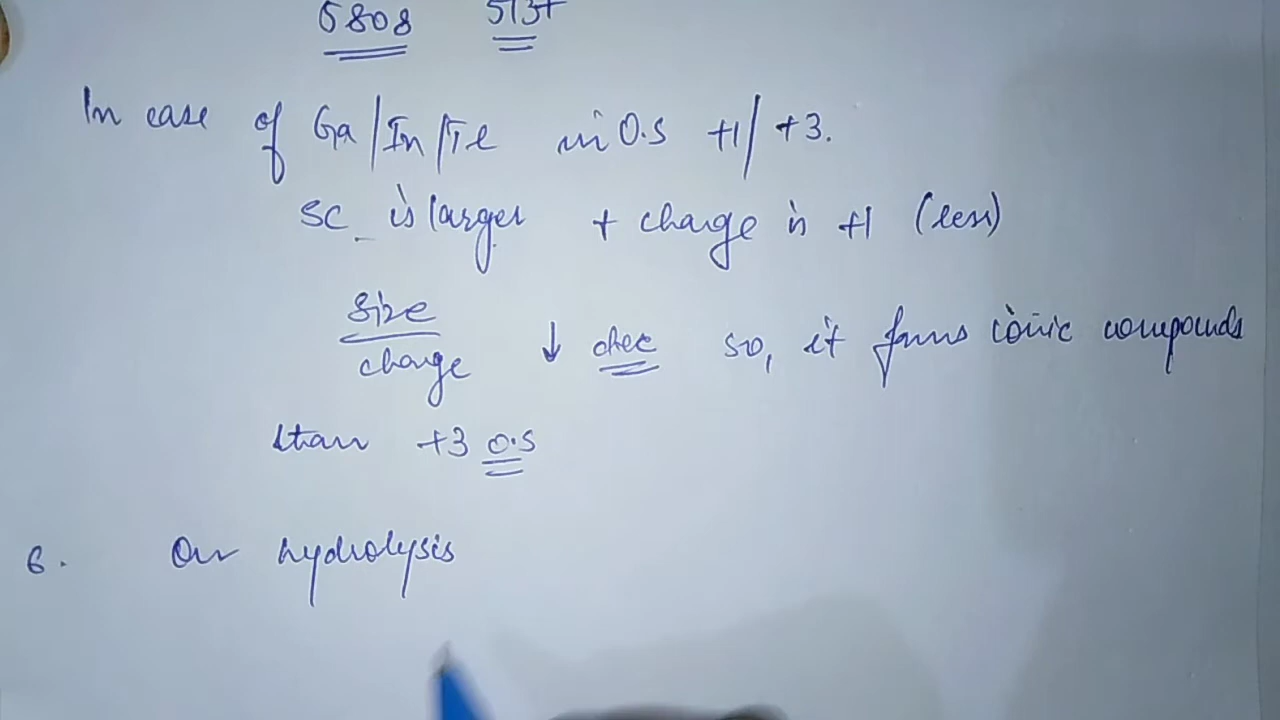 5808 5137
In case of Ga/In/Tl in O.S +1/+3.
SC is larger + charge is +1 (less)
Size
charge ↓ dec so, it forms ionic compounds
than +3 O.S
6. On hydrolysis